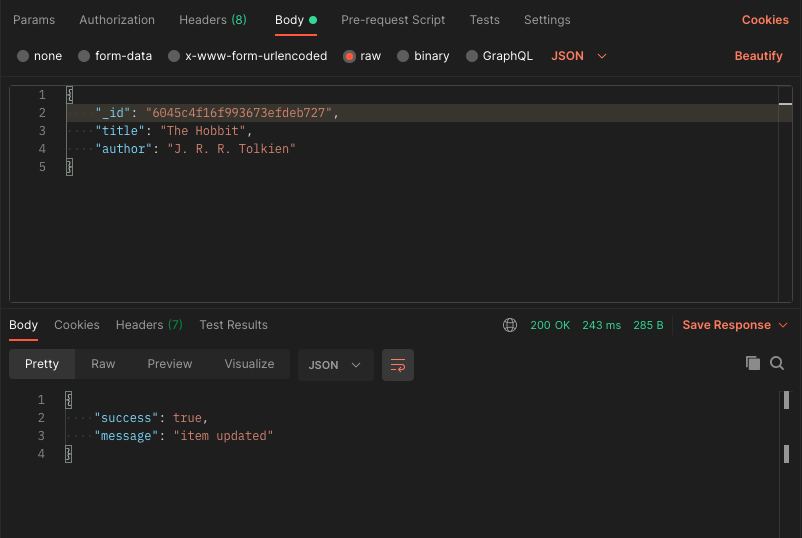 Params Authorization Headers (8) Body Pre-request Script Tests Settings Cookies
none form-data x-www-form-urlencoded raw binary GraphQL JSON Beautify
1 {
2 "_id": "6045c4f16f993673efdeb727",
3 "title": "The Hobbit",
4 "author": "J. R. R. Tolkien"
5 }
Body Cookies Headers (7) Test Results 200 OK 243 ms 285 B Save Response
Pretty Raw Preview Visualize JSON
1 {
2 "success": true,
3 "message": "item updated"
4 }